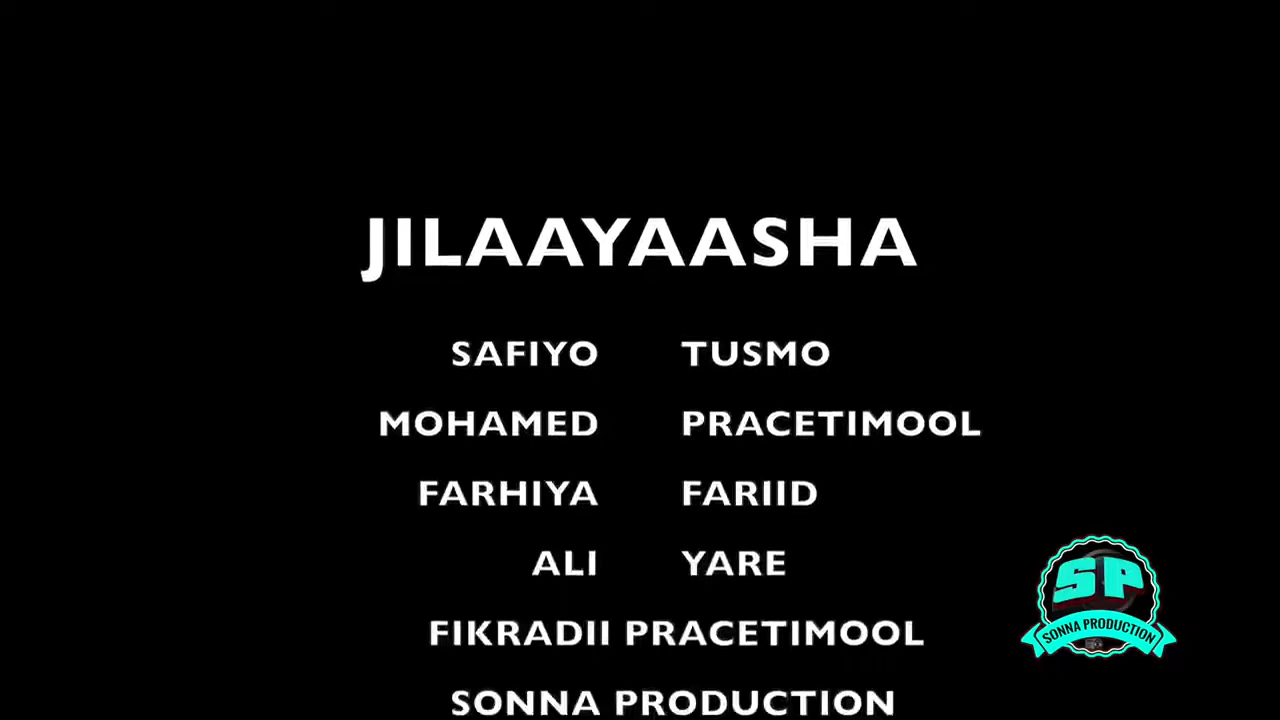 JILAAYAASHA
SAFIYO TUSMO
MOHAMED PRACETIMOOL
FARHIYA FARIID
ALI YARE
FIKRADII PRACETIMOOL
SONNA PRODUCTION
SP
SONNA PRODUCTION